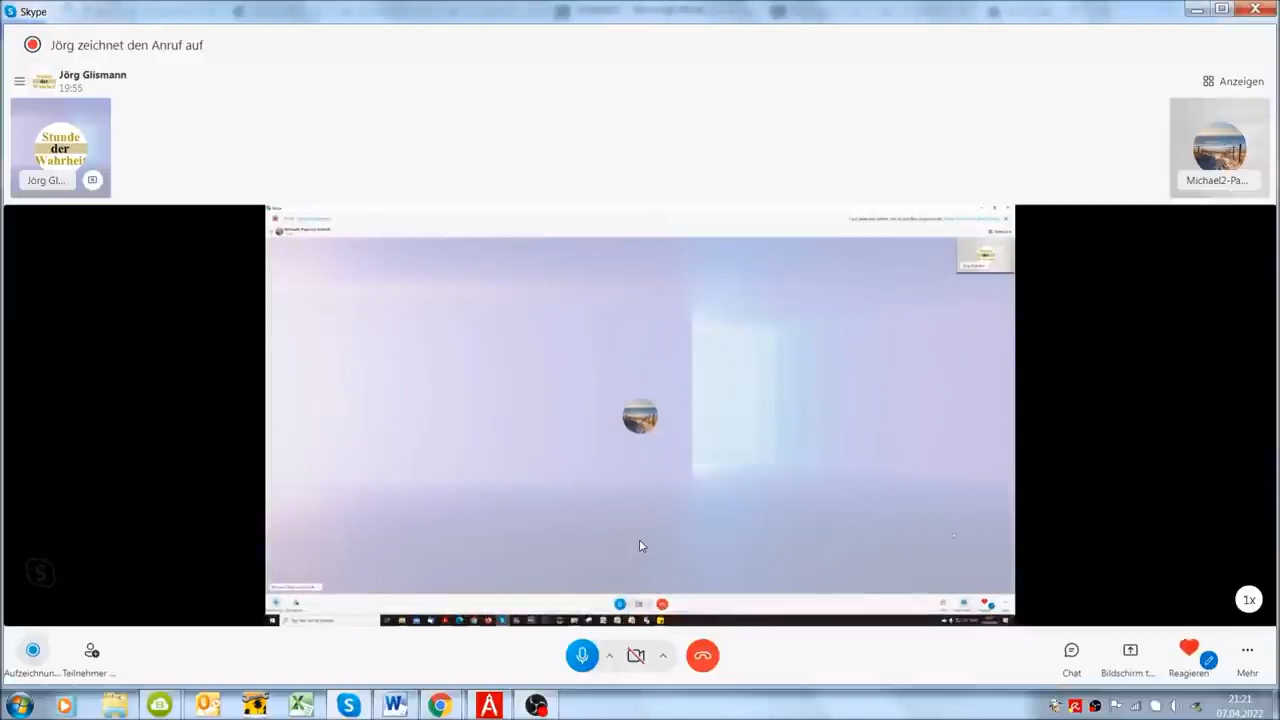 Skype
Jörg zeichnet den Anruf auf
Jörg Glismann
19:55
Anzeigen
Stunde
der
Wahrheit
Jörg Gl...
Michael2-Pa...
1x
Aufzeichnun...
Teilnehmer ...
Chat
Bildschirm t...
Reagieren
Mehr
21:21
07.04.2022